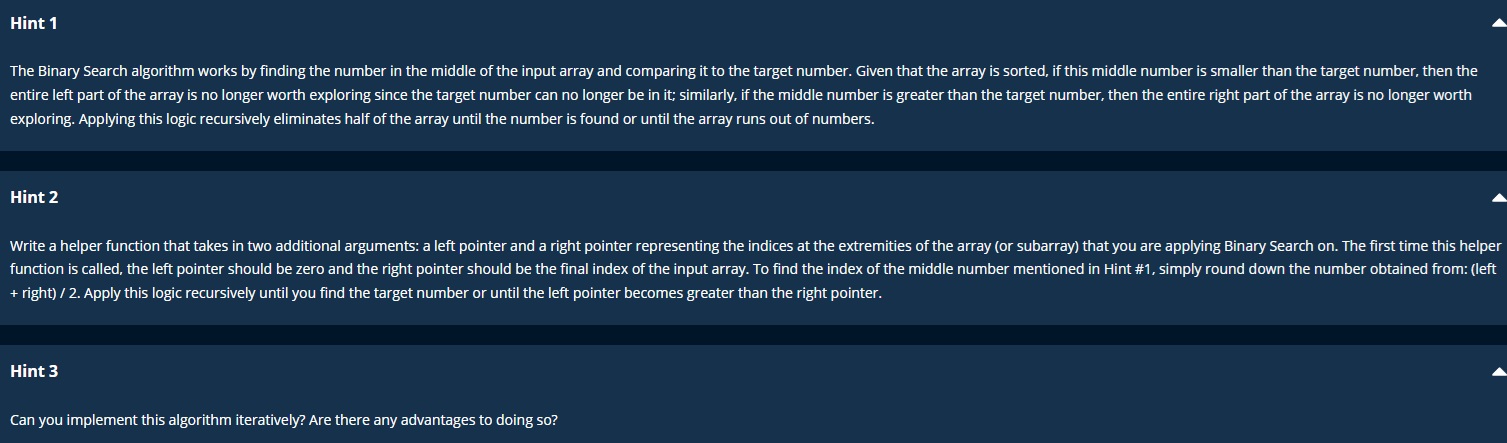 Hint 1
The Binary Search algorithm works by finding the number in the middle of the input array and comparing it to the target number. Given that the array is sorted, if this middle number is smaller than the target number, then the
entire left part of the array is no longer worth exploring since the target number can no longer be in it; similarly, if the middle number is greater than the target number, then the entire right part of the array is no longer worth
exploring. Applying this logic recursively eliminates half of the array until the number is found or until the array runs out of numbers.
Hint 2
Write a helper function that takes in two additional arguments: a left pointer and a right pointer representing the indices at the extremities of the array (or subarray) that you are applying Binary Search on. The first time this helper
function is called, the left pointer should be zero and the right pointer should be the final index of the input array. To find the index of the middle number mentioned in Hint #1, simply round down the number obtained from: (left
+ right) / 2. Apply this logic recursively until you find the target number or until the left pointer becomes greater than the right pointer.
Hint 3
Can you implement this algorithm iteratively? Are there any advantages to doing so?